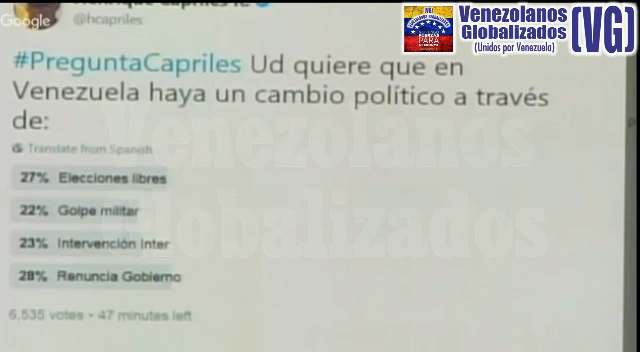 Henrique Capriles R.
@hcapriles
Google
Venezolanos
Globalizados
(Unidos por Venezuela)
(VG)
#PreguntaCapriles Ud quiere que en
Venezuela haya un cambio político a través
de:
Translate from Spanish
27% Elecciones libres
22% Golpe militar
23% Intervención Inter
28% Renuncia Gobierno
6,535 votes • 47 minutes left
Venezolanos
Globalizados